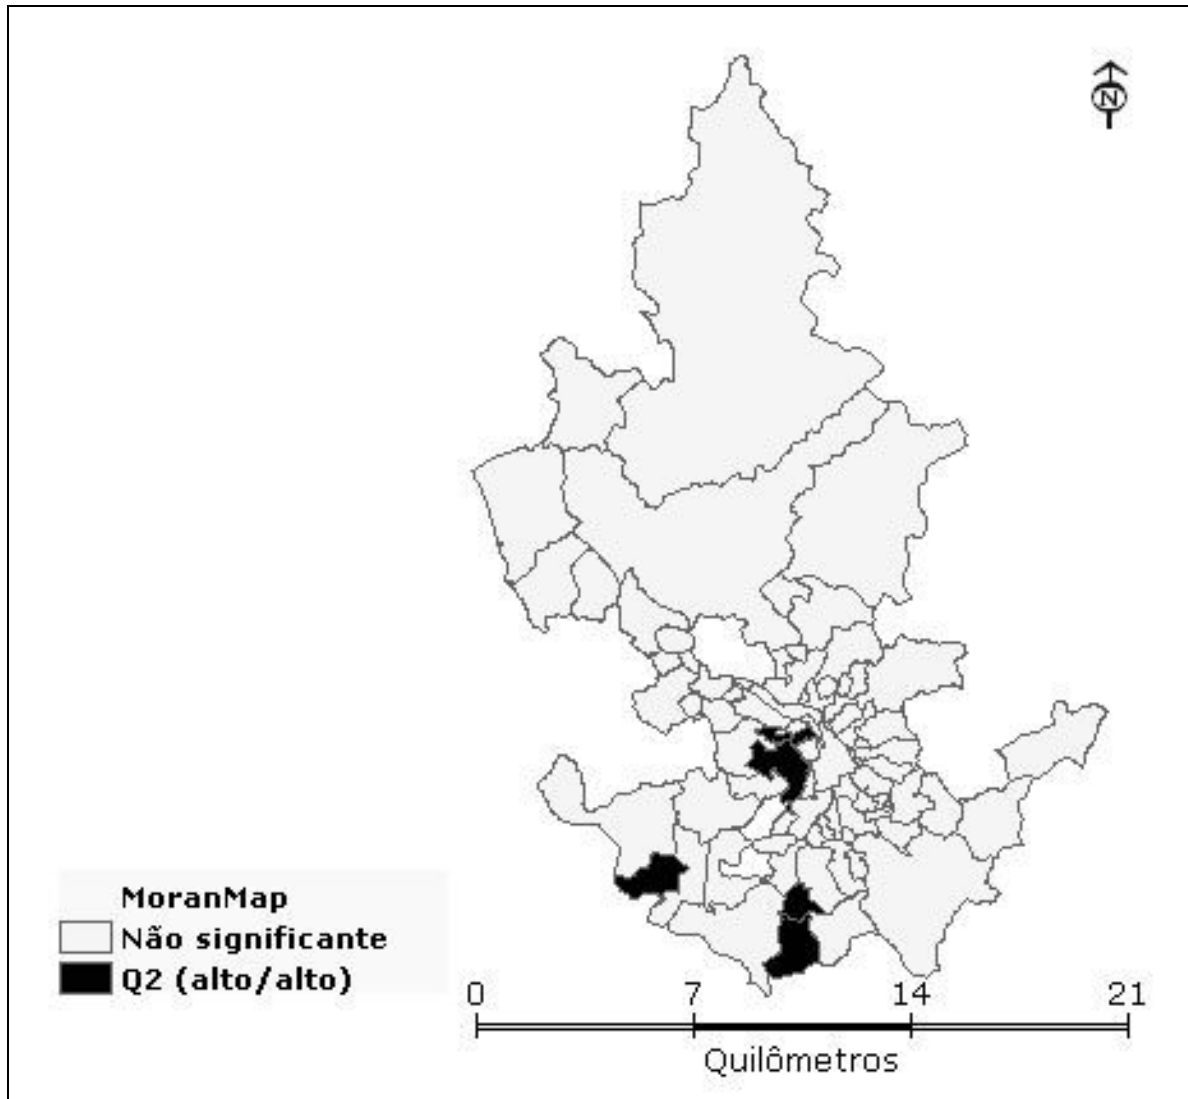 N
MoranMap
Não significante
Q2 (alto/alto)
0 7 14 21
Quilômetros